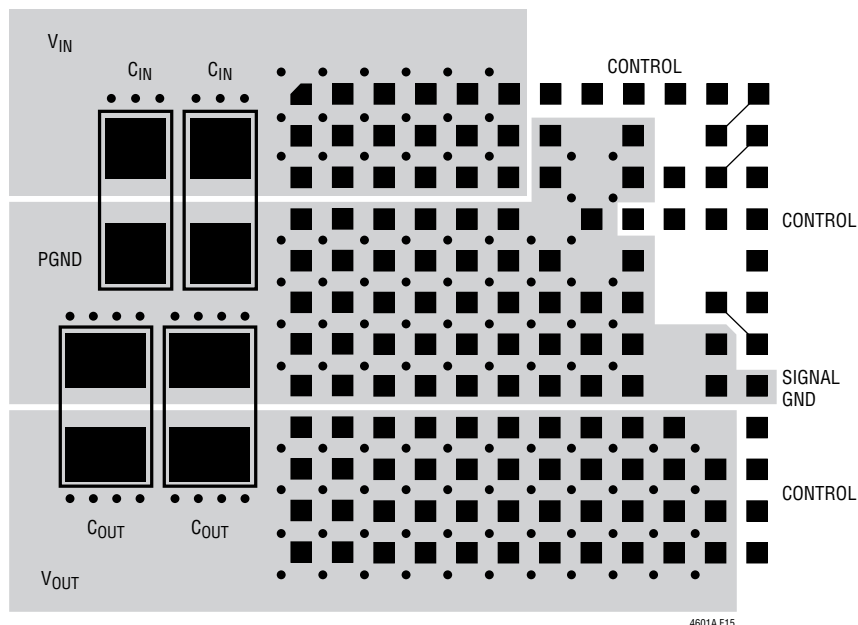 VIN
CIN
CIN
CONTROL
CONTROL
PGND
SIGNAL
GND
CONTROL
COUT
COUT
VOUT
4601A F15